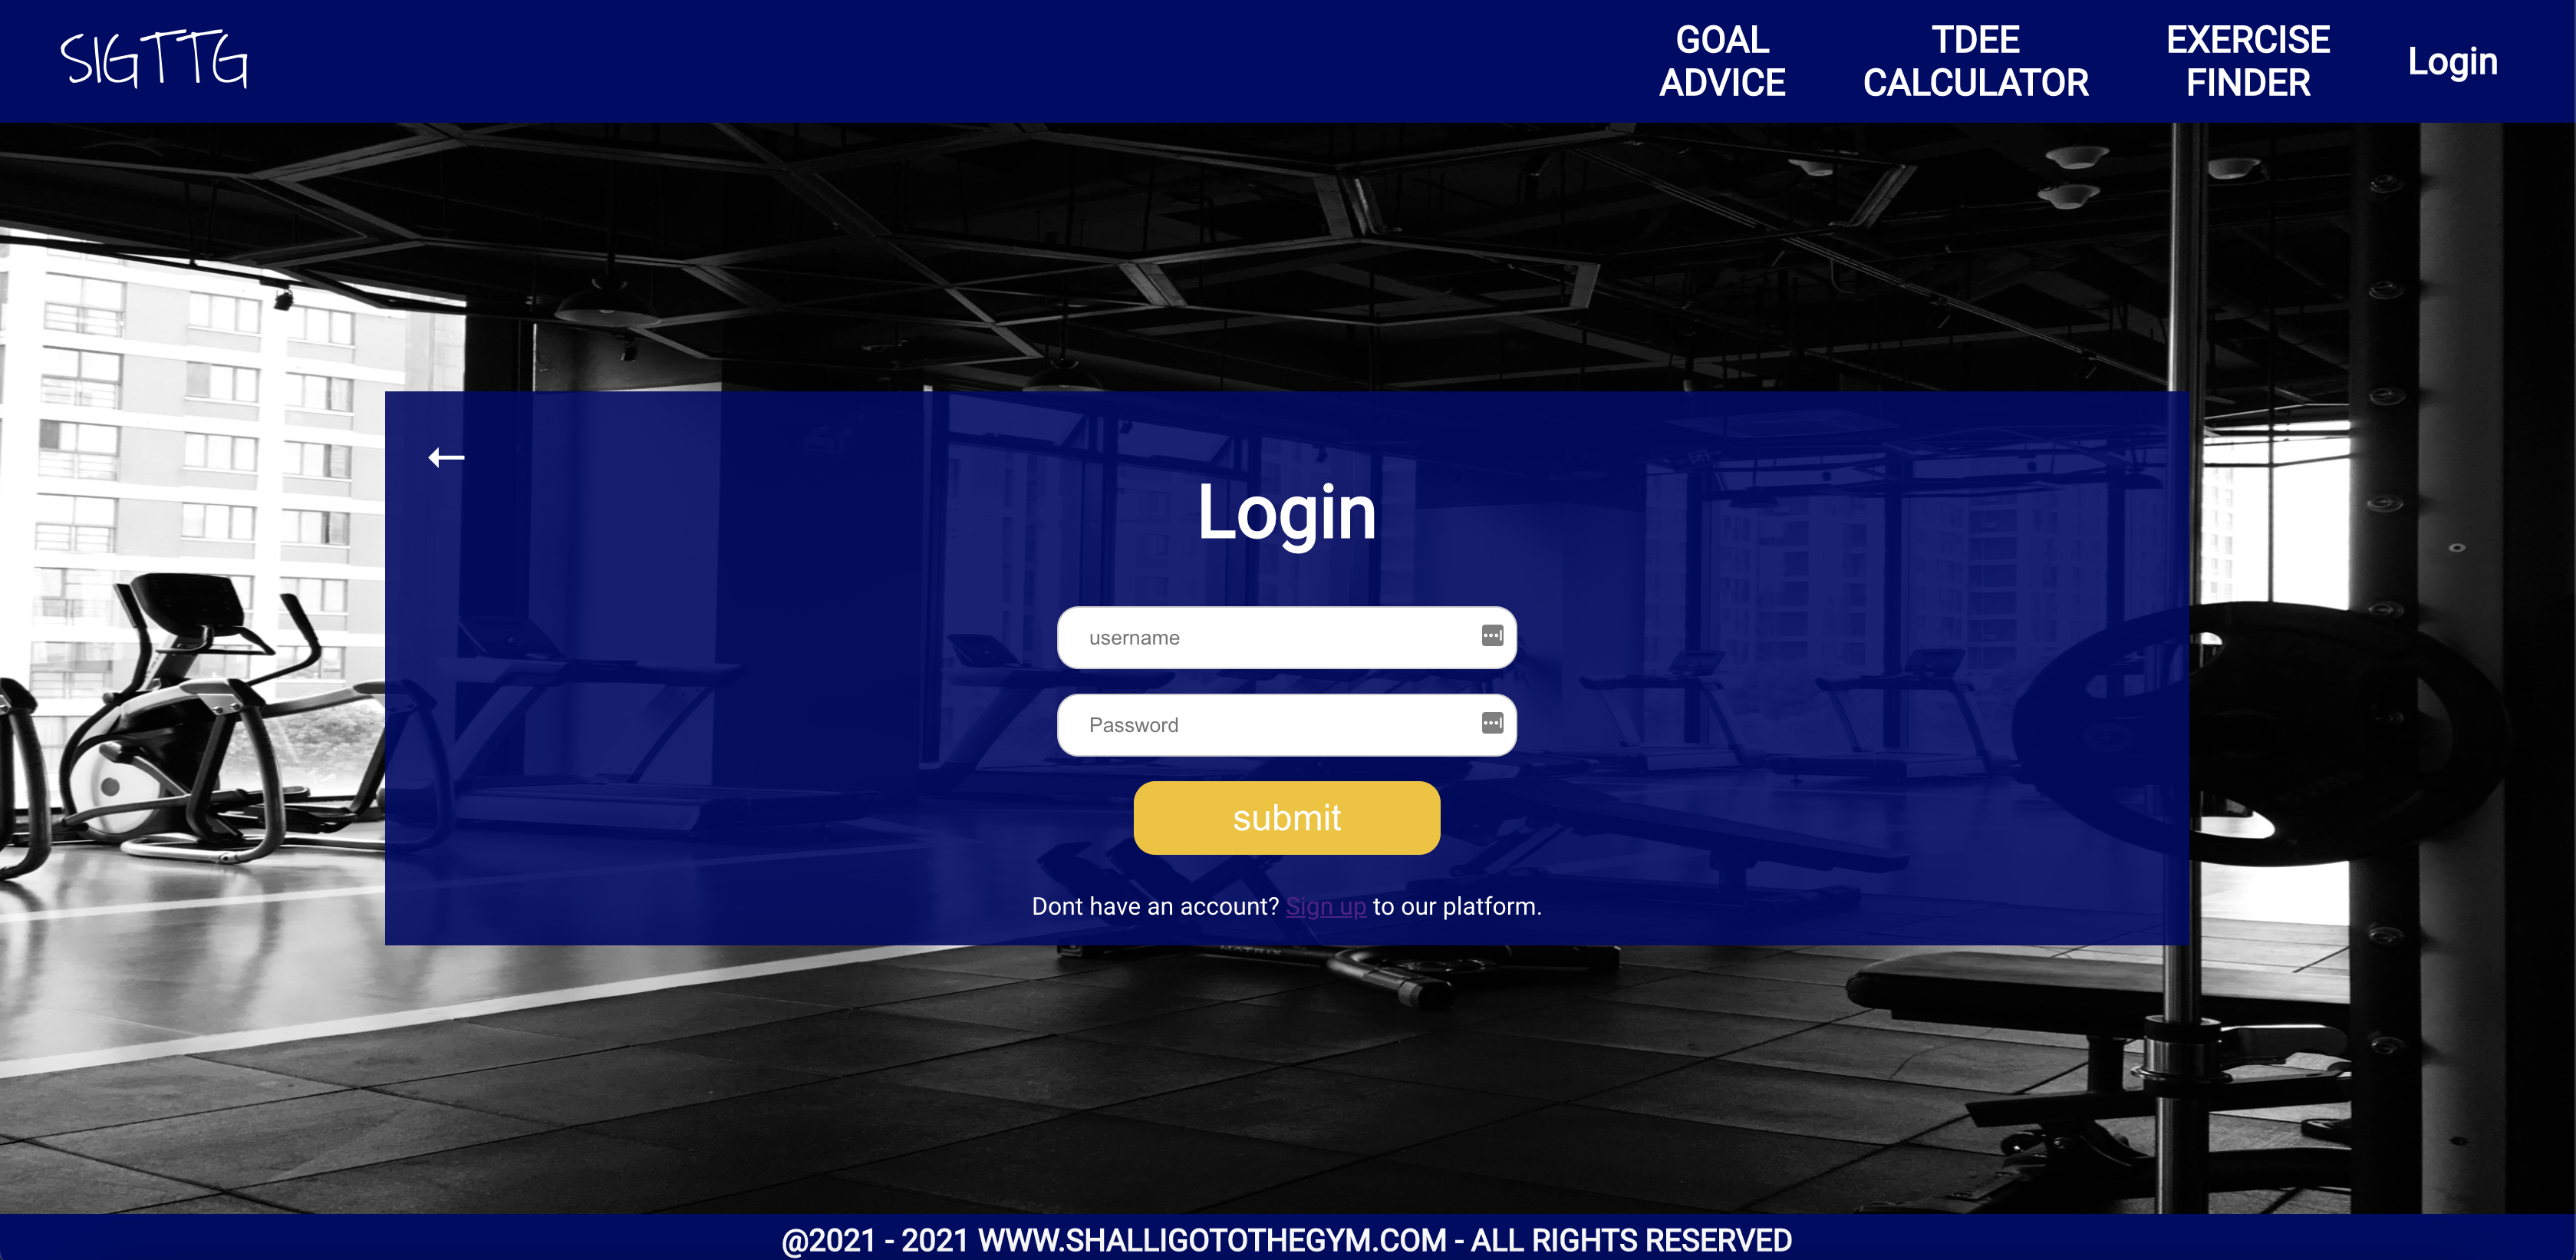 SIGTTG
GOAL
ADVICE
TDEE
CALCULATOR
EXERCISE
FINDER
Login
Login
username
Password
submit
Dont have an account? Sign up to our platform.
MATRIX
@2021 - 2021 WWW.SHALLIGOTOTHEGYM.COM - ALL RIGHTS RESERVED